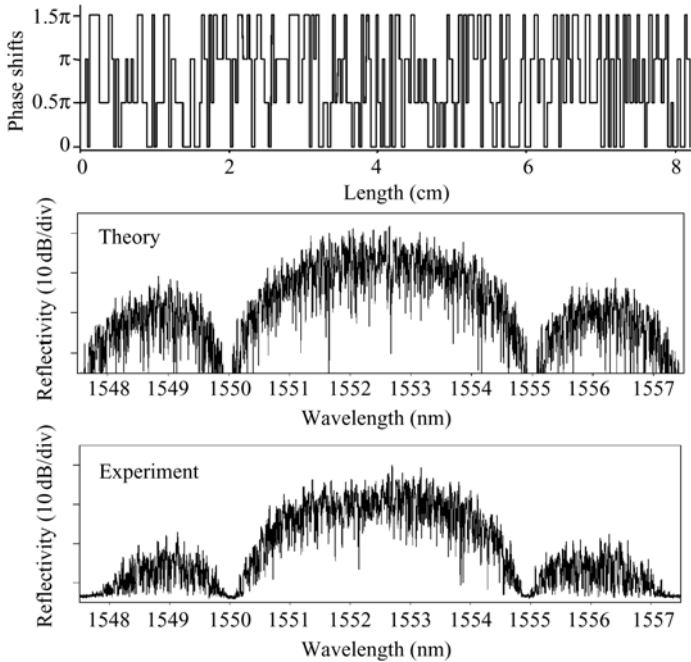 Phase shifts
1.5π
π
0.5π
0
0 2 4 6 8
Length (cm)
Reflectivity (10 dB/div)
Theory
1548 1549 1550 1551 1552 1553 1554 1555 1556 1557
Wavelength (nm)
Reflectivity (10 dB/div)
Experiment
1548 1549 1550 1551 1552 1553 1554 1555 1556 1557
Wavelength (nm)